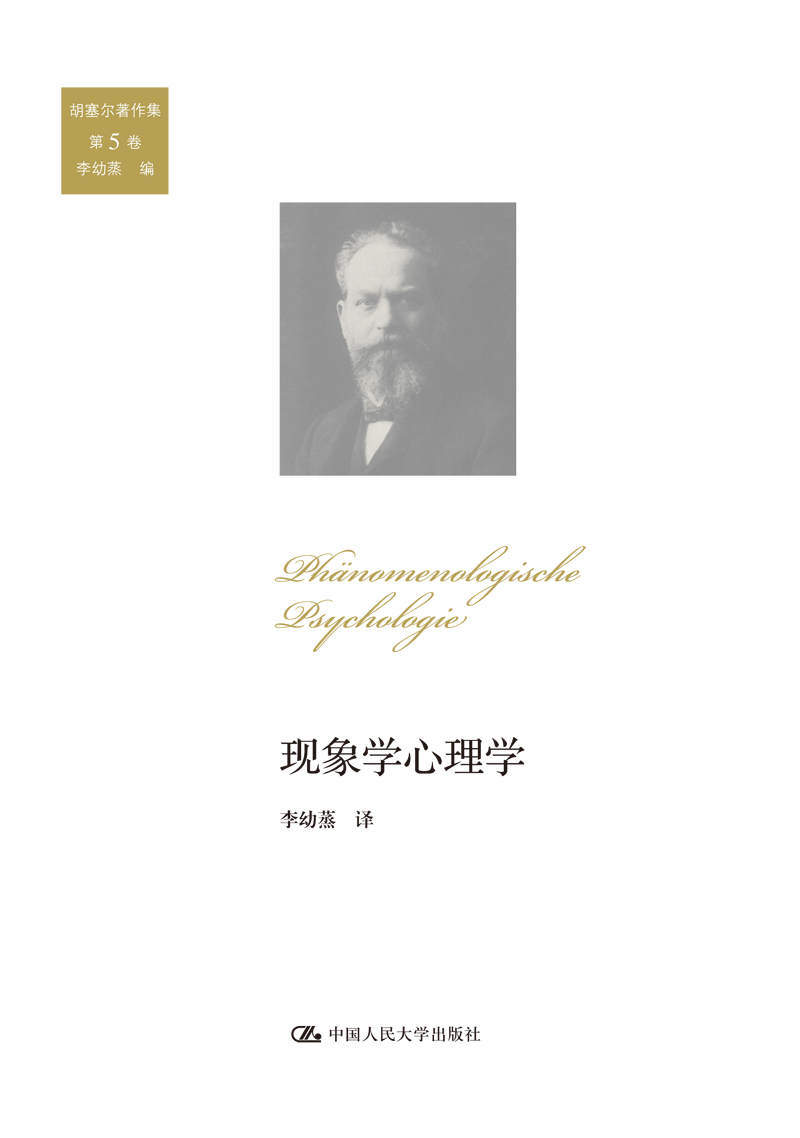 胡塞尔著作集
第5卷
李幼蒸 编
Phänomenologische
Psychologie
现象学心理学
李幼蒸 译
中国人民大学出版社